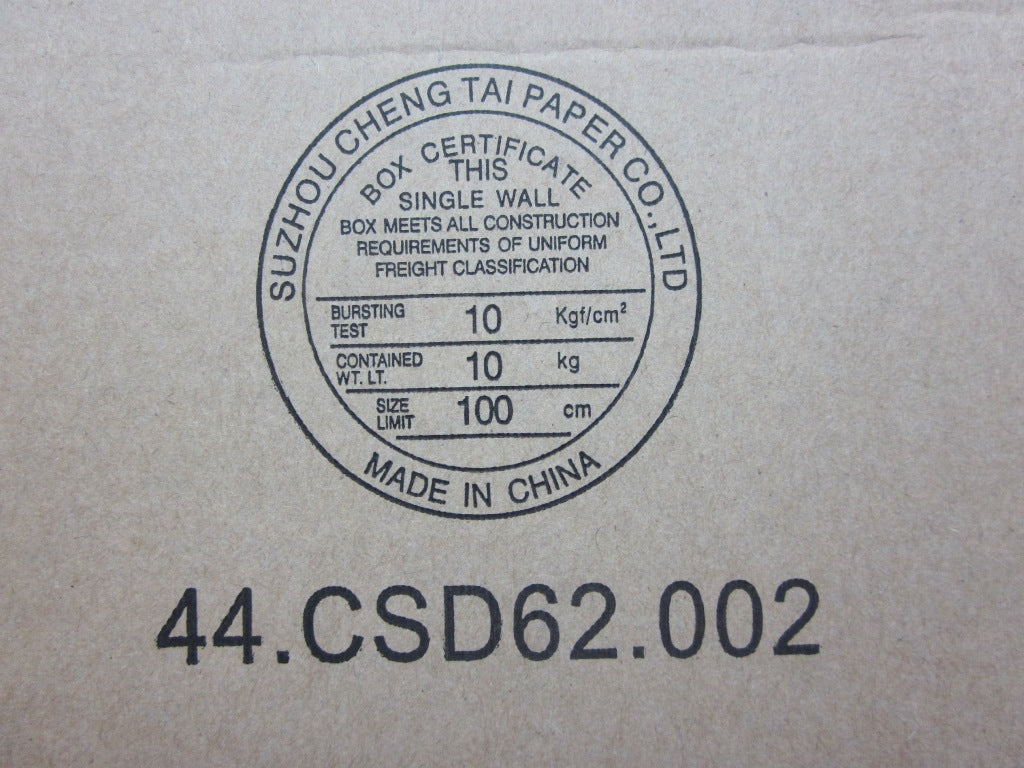 SUZHOU CHENG TAI PAPER CO.,LTD
BOX CERTIFICATE
THIS
SINGLE WALL
BOX MEETS ALL CONSTRUCTION
REQUIREMENTS OF UNIFORM
FREIGHT CLASSIFICATION
BURSTING TEST 10 Kgf/cm²
CONTAINED WT. LT. 10 kg
SIZE LIMIT 100 cm
MADE IN CHINA
44.CSD62.002